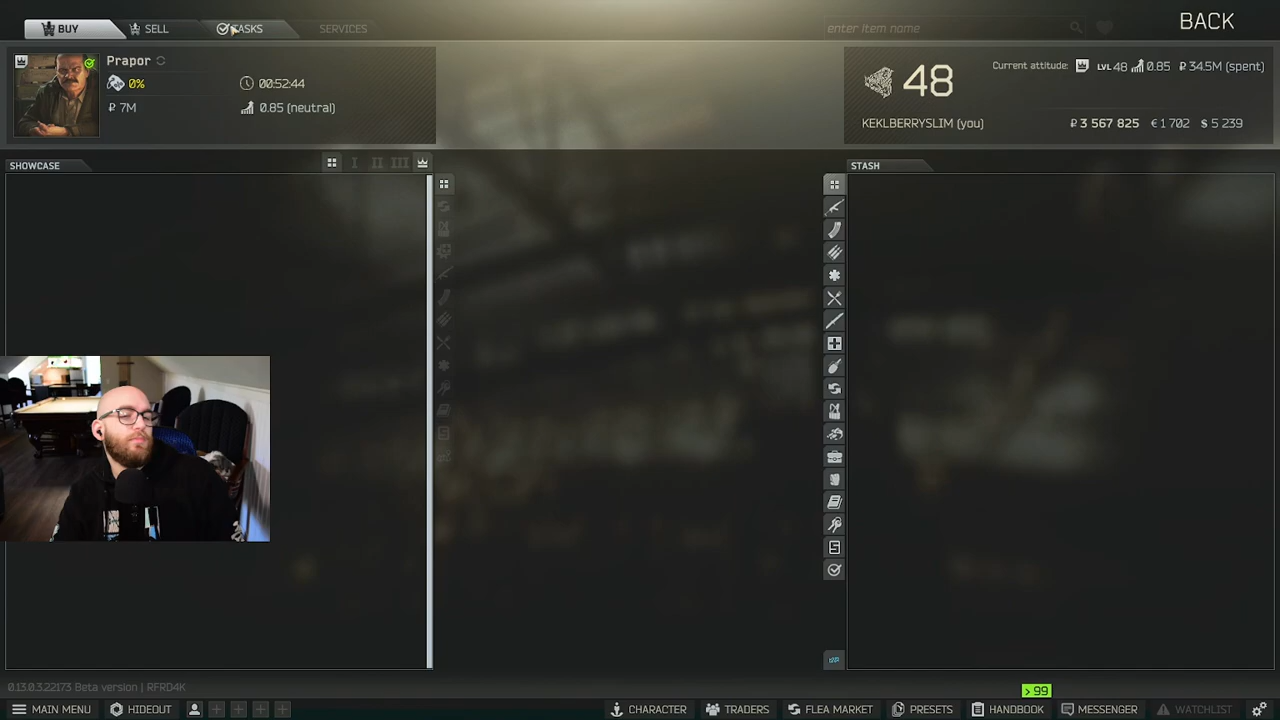 BUY
SELL
TASKS
SERVICES
enter item name
BACK
Prapor
0%
00:52:44
₽ 7M
0.85 (neutral)
48
Current attitude: LVL 48 0.85 ₽ 34.5M (spent)
KEKLBERRYSLIM (you)
₽ 3 567 825 € 1 702 $ 5 239
SHOWCASE
I II III
STASH
0.13.0.3.22173 Beta version | RFRD4K
> 99
MAIN MENU
HIDEOUT
CHARACTER
TRADERS
FLEA MARKET
PRESETS
HANDBOOK
MESSENGER
WATCHLIST